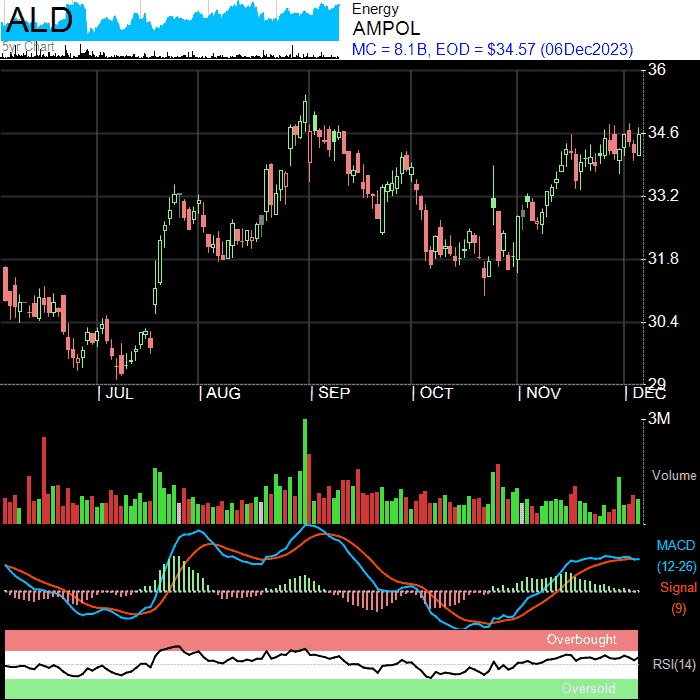 ALD
5yr Chart
Energy
AMPOL
MC = 8.1B, EOD = $34.57 (06Dec2023)
36
34.6
33.2
31.8
30.4
29
| JUL | AUG | SEP | OCT | NOV | DEC
3M
Volume
MACD
(12-26)
Signal
(9)
Overbought
RSI(14)
Oversold